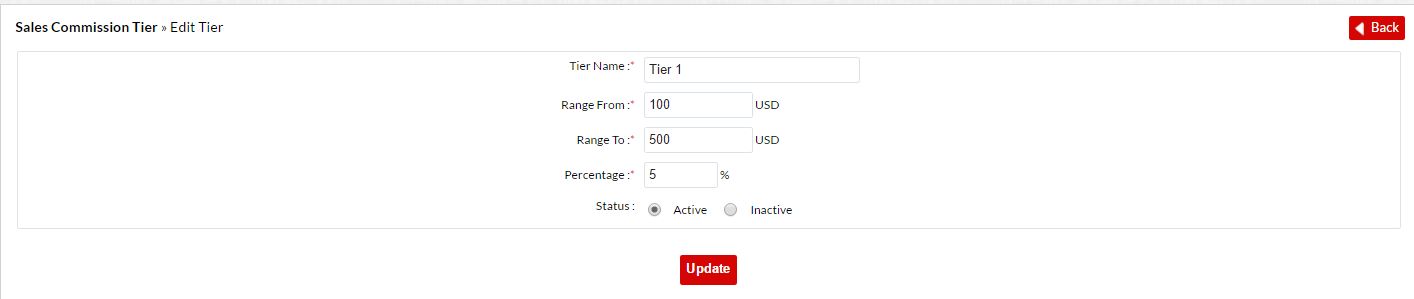 Sales Commission Tier » Edit Tier
Back
Tier Name :* Tier 1
Range From :* 100 USD
Range To :* 500 USD
Percentage :* 5 %
Status : Active Inactive
Update